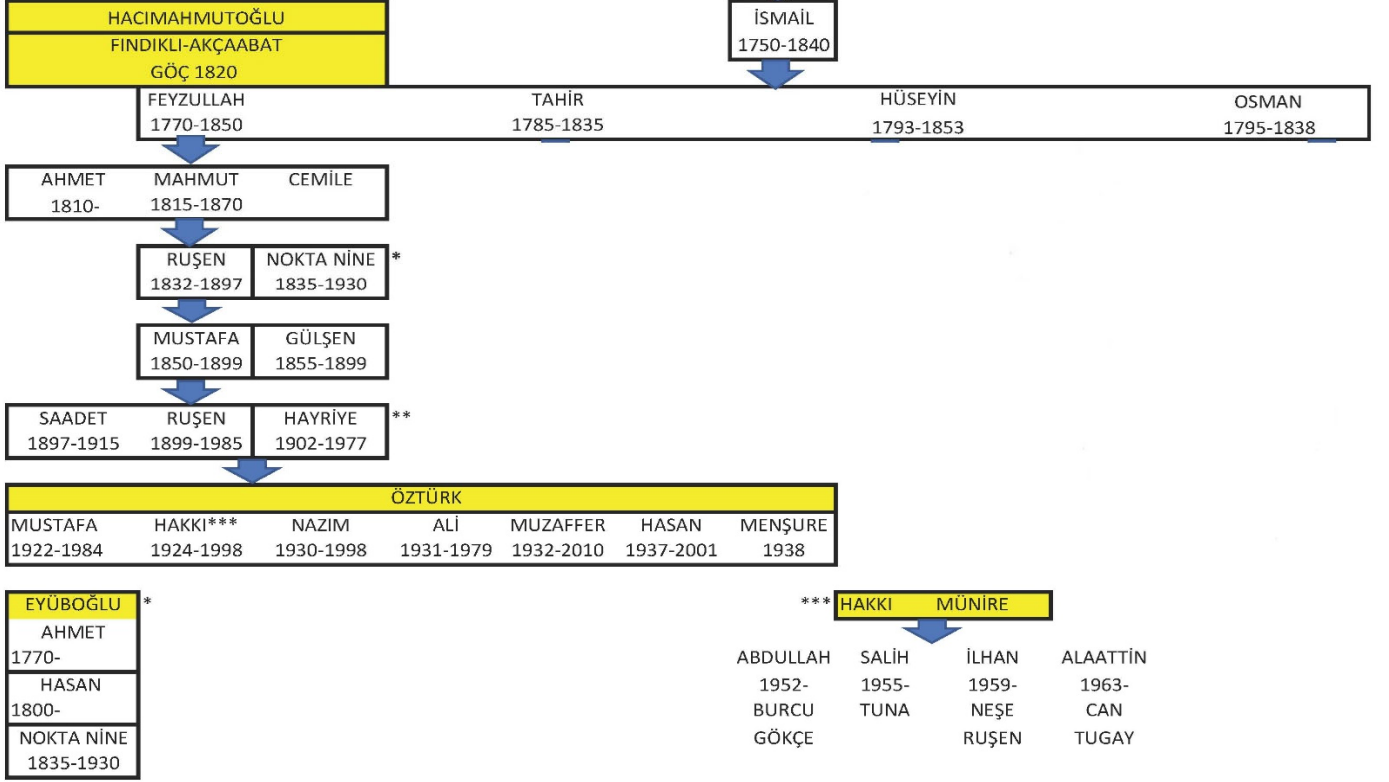 HACIMAHMUTOĞLU
FINDIKLI-AKÇAABAT
GÖÇ 1820
İSMAİL
1750-1840
FEYZULLAH TAHİR HÜSEYİN OSMAN
1770-1850 1785-1835 1793-1853 1795-1838
AHMET MAHMUT CEMİLE
1810- 1815-1870
RUŞEN NOKTA NİNE *
1832-1897 1835-1930
MUSTAFA GÜLŞEN
1850-1899 1855-1899
SAADET RUŞEN HAYRİYE **
1897-1915 1899-1985 1902-1977
ÖZTÜRK
MUSTAFA HAKKI*** NAZIM ALİ MUZAFFER HASAN MENŞURE
1922-1984 1924-1998 1930-1998 1931-1979 1932-2010 1937-2001 1938
EYÜBOĞLU *
AHMET
1770-
HASAN
1800-
NOKTA NİNE
1835-1930
*** HAKKI MÜNİRE
ABDULLAH SALİH İLHAN ALAATTİN
1952- 1955- 1959- 1963-
BURCU TUNA NEŞE CAN
GÖKÇE RUŞEN TUGAY